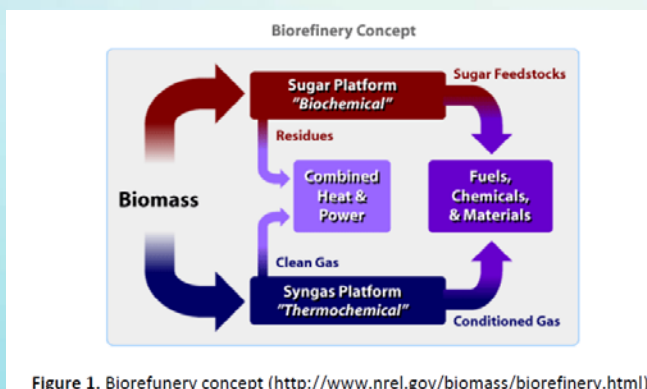 Biorefinery Concept
Sugar Platform
"Biochemical"
Sugar Feedstocks
Residues
Combined
Heat &
Power
Fuels,
Chemicals,
& Materials
Biomass
Clean Gas
Syngas Platform
"Thermochemical"
Conditioned Gas
Figure 1. Biorefunery concept (http://www.nrel.gov/biomass/biorefinery.html)